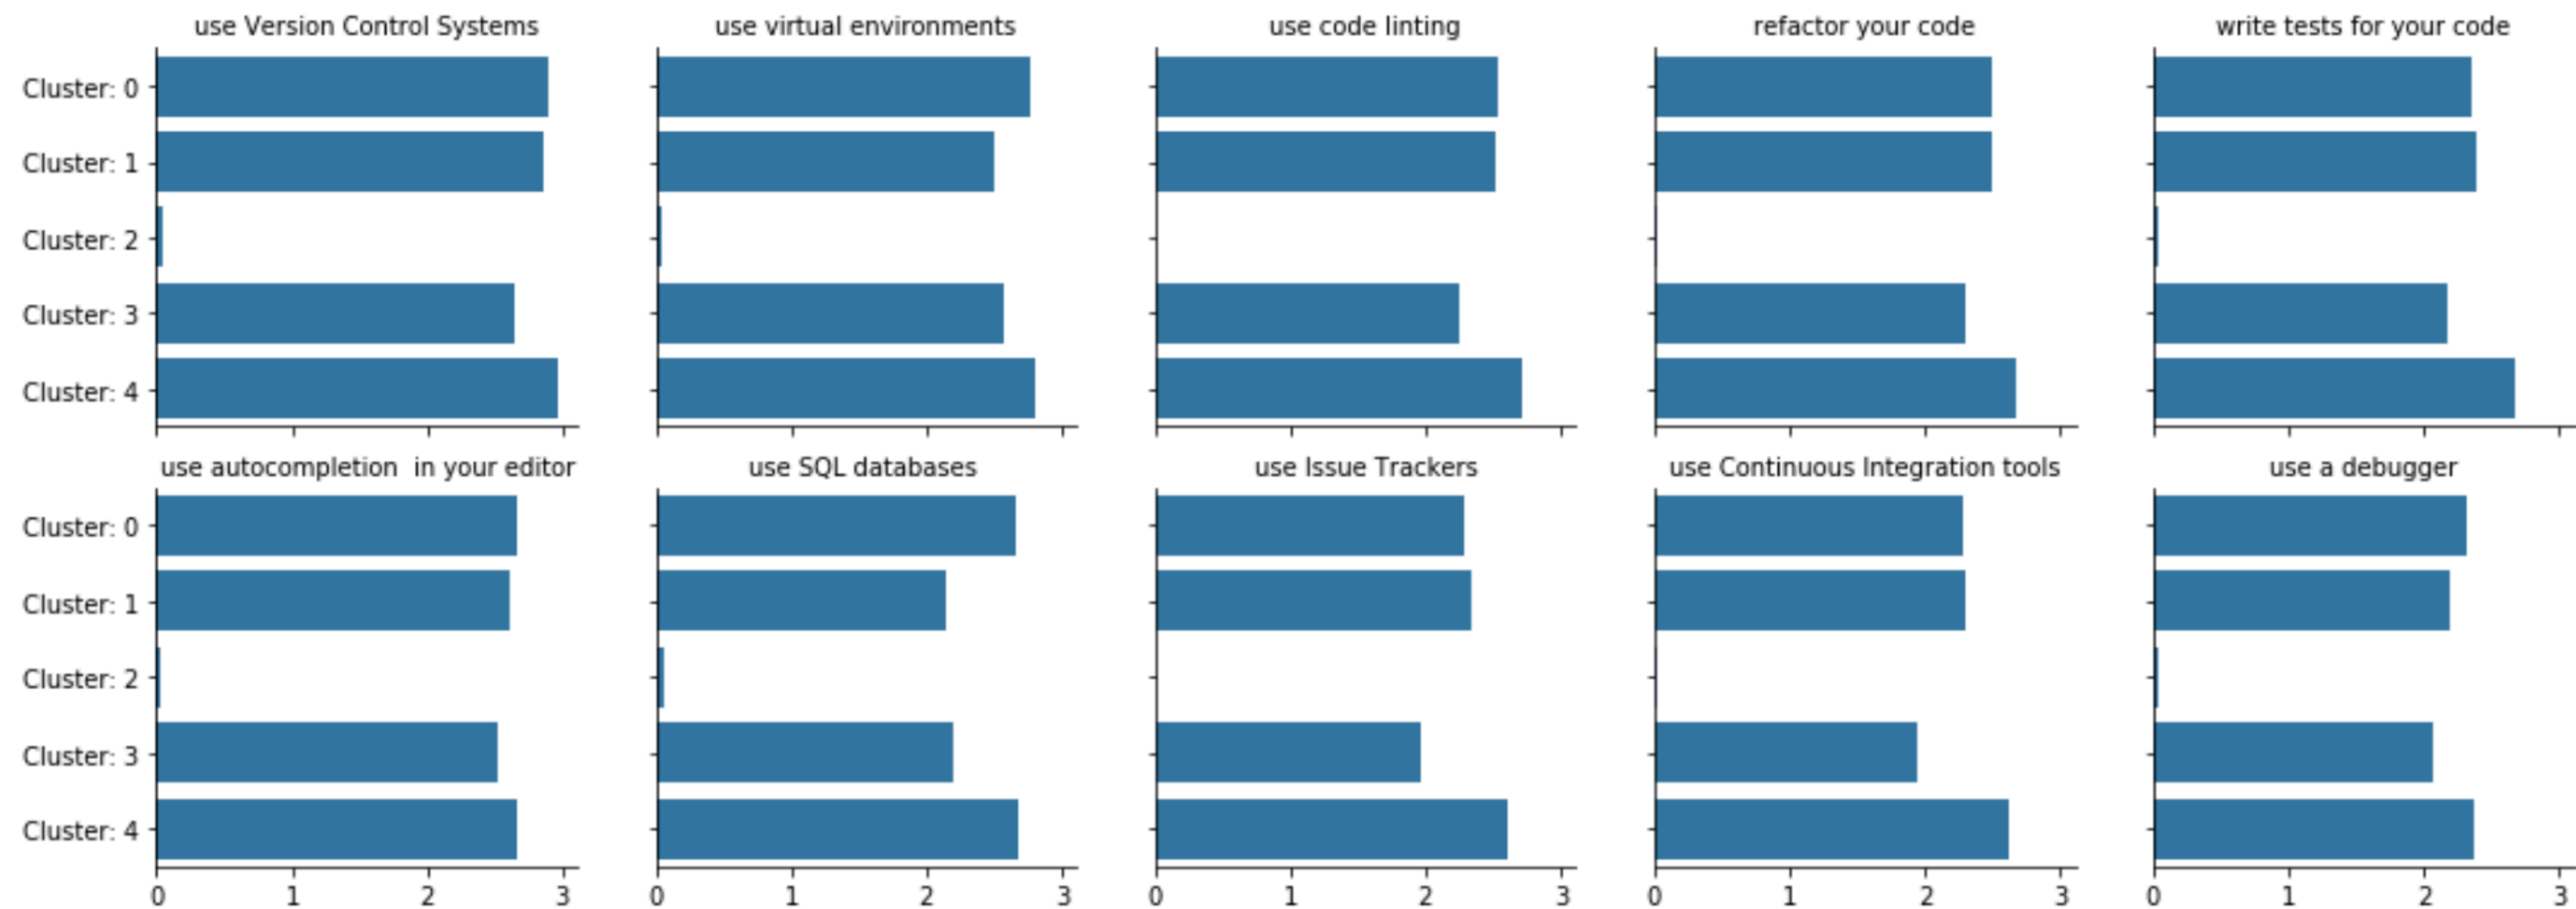 use Version Control Systems
use virtual environments
use code linting
refactor your code
write tests for your code
Cluster: 0
Cluster: 1
Cluster: 2
Cluster: 3
Cluster: 4
use autocompletion  in your editor
use SQL databases
use Issue Trackers
use Continuous Integration tools
use a debugger
Cluster: 0
Cluster: 1
Cluster: 2
Cluster: 3
Cluster: 4
0 1 2 3
0 1 2 3
0 1 2 3
0 1 2 3
0 1 2 3